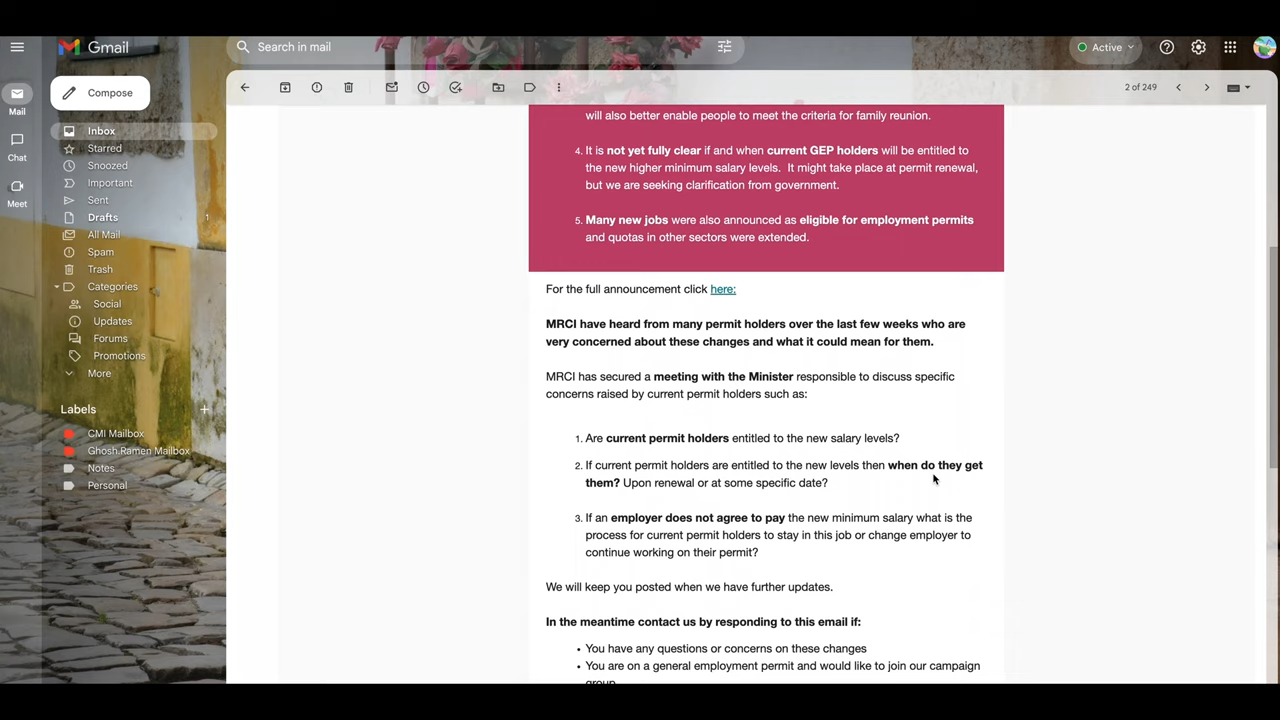 Gmail
Search in mail
Active
Compose
2 of 249
Mail
Chat
Meet
Inbox
Starred
Snoozed
Important
Sent
Drafts 1
All Mail
Spam
Trash
Categories
Social
Updates
Forums
Promotions
More
Labels
CMI Mailbox
Ghosh.Ramen Mailbox
Notes
Personal
will also better enable people to meet the criteria for family reunion.
4. It is not yet fully clear if and when current GEP holders will be entitled to
the new higher minimum salary levels. It might take place at permit renewal,
but we are seeking clarification from government.
5. Many new jobs were also announced as eligible for employment permits
and quotas in other sectors were extended.
For the full announcement click here:
MRCI have heard from many permit holders over the last few weeks who are
very concerned about these changes and what it could mean for them.
MRCI has secured a meeting with the Minister responsible to discuss specific
concerns raised by current permit holders such as:
1. Are current permit holders entitled to the new salary levels?
2. If current permit holders are entitled to the new levels then when do they get
them? Upon renewal or at some specific date?
3. If an employer does not agree to pay the new minimum salary what is the
process for current permit holders to stay in this job or change employer to
continue working on their permit?
We will keep you posted when we have further updates.
In the meantime contact us by responding to this email if:
• You have any questions or concerns on these changes
• You are on a general employment permit and would like to join our campaign
group